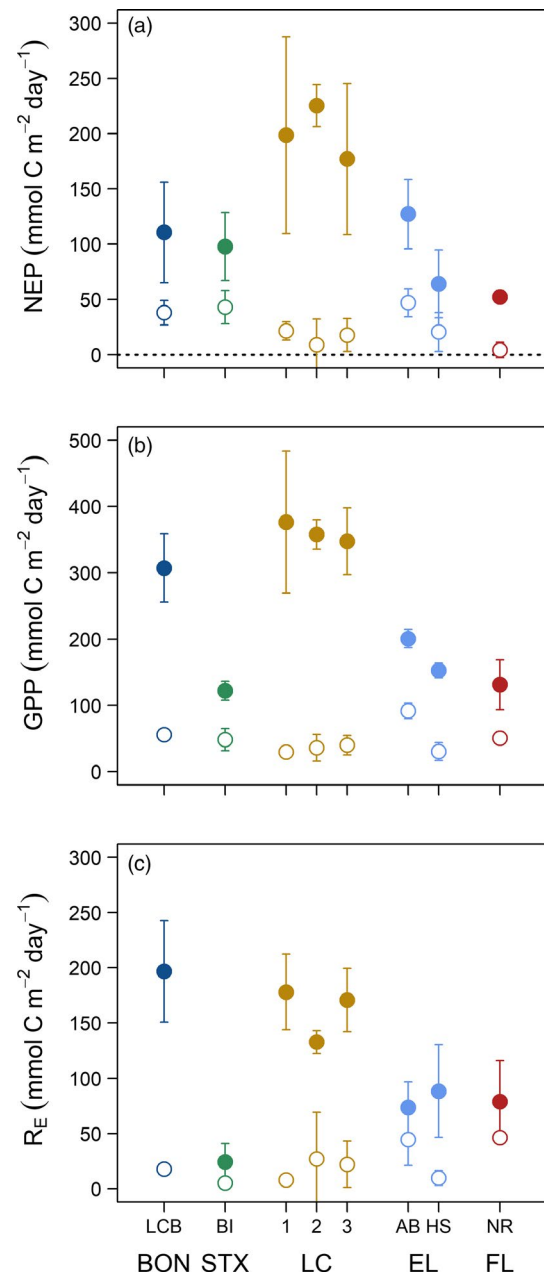 (a)
300
250
200
150
100
50
0
NEP (mmol C m⁻² day⁻¹)
(b)
500
400
300
200
100
0
GPP (mmol C m⁻² day⁻¹)
(c)
300
250
200
150
100
50
0
R_E (mmol C m⁻² day⁻¹)
LCB BI 1 2 3 AB HS NR
BON STX LC EL FL